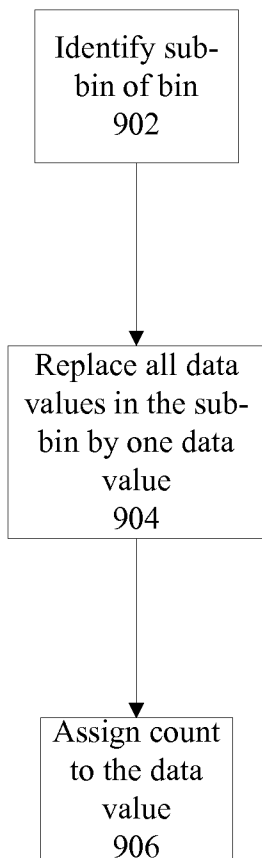 Identify sub-
bin of bin
902
Replace all data
values in the sub-
bin by one data
value
904
Assign count
to the data
value
906